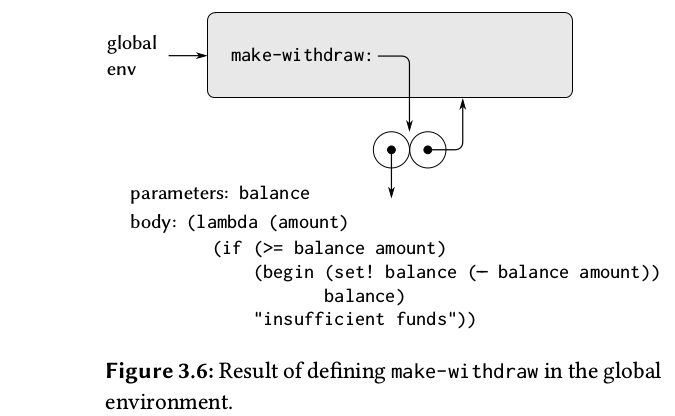 global
env
make-withdraw:
parameters: balance
body: (lambda (amount)
(if (>= balance amount)
(begin (set! balance (- balance amount))
balance)
"insufficient funds"))
Figure 3.6: Result of defining make-withdraw in the global
environment.